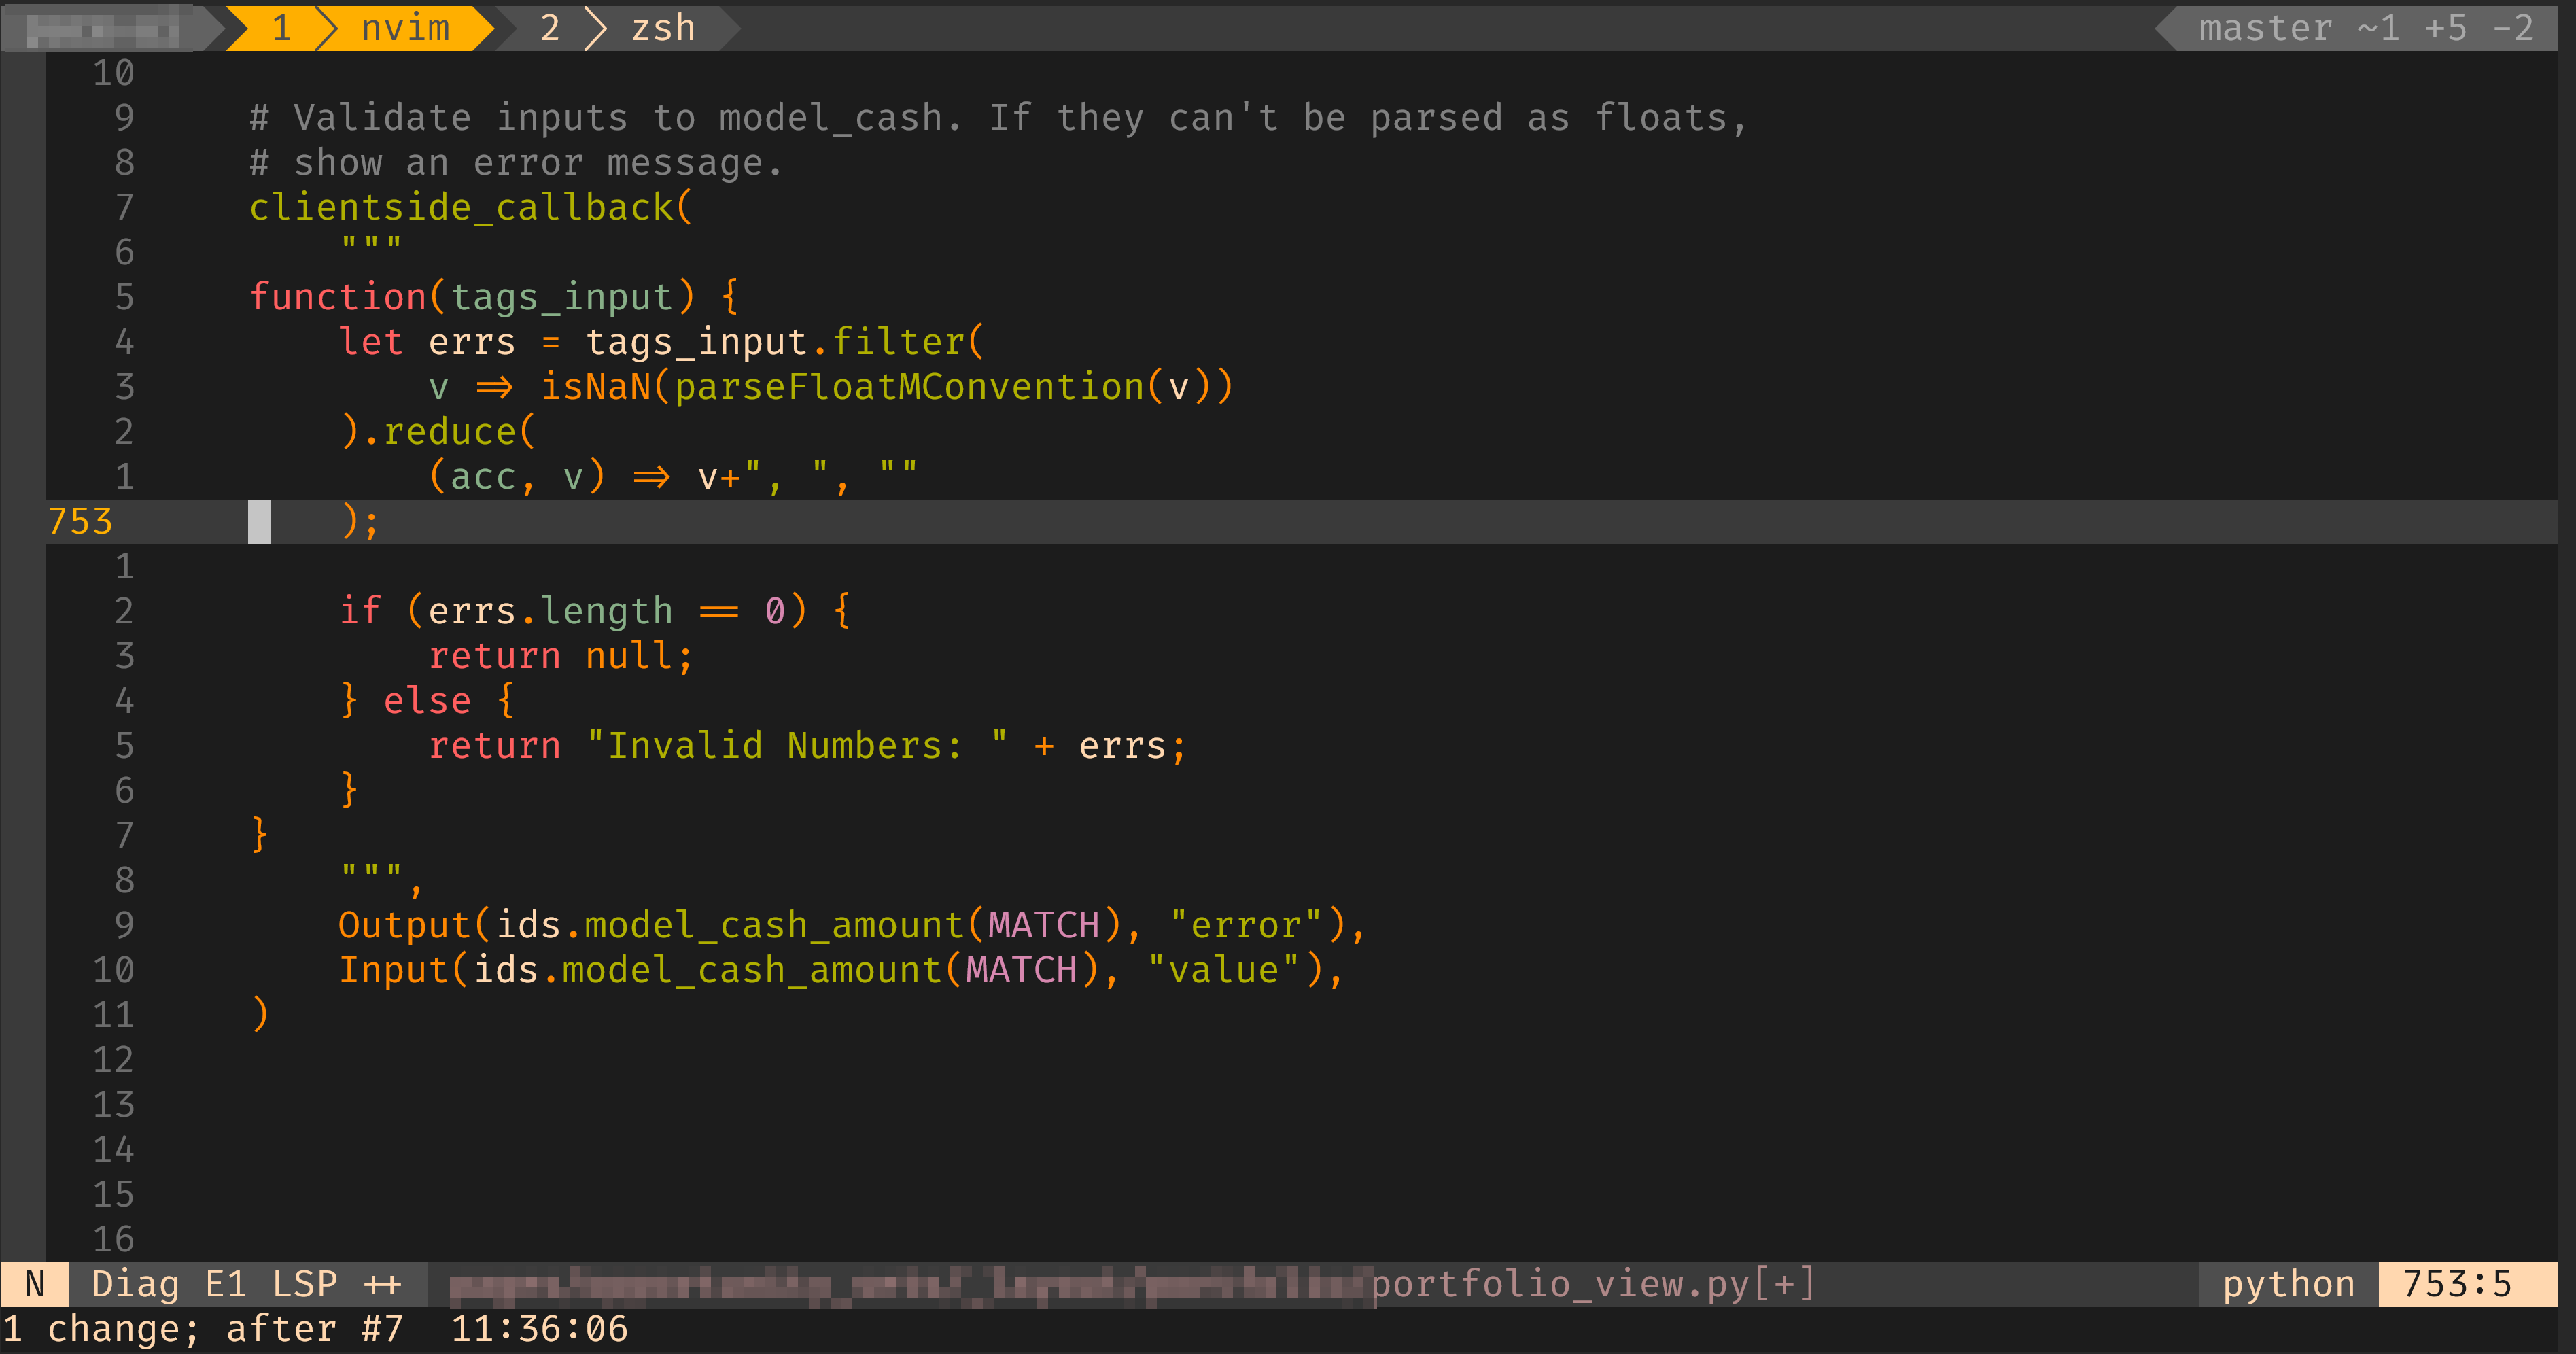 1 nvim 2 zsh master ~1 +5 -2
10
9 # Validate inputs to model_cash. If they can't be parsed as floats,
8 # show an error message.
7 clientside_callback(
6 """
5 function(tags_input) {
4 let errs = tags_input.filter(
3 v => isNaN(parseFloatMConvention(v))
2 ).reduce(
1 (acc, v) => v+", ", ""
753 );
1
2 if (errs.length == 0) {
3 return null;
4 } else {
5 return "Invalid Numbers: " + errs;
6 }
7 }
8 """,
9 Output(ids.model_cash_amount(MATCH), "error"),
10 Input(ids.model_cash_amount(MATCH), "value"),
11 )
12
13
14
15
16
N Diag E1 LSP ++ portfolio_view.py[+] python 753:5
1 change; after #7 11:36:06